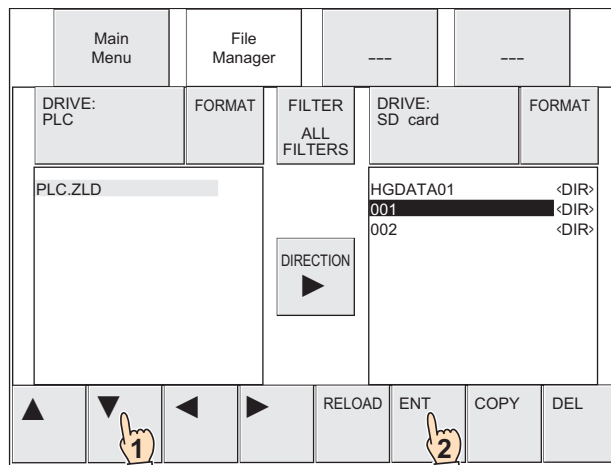 Main
Menu
File
Manager
---
---
DRIVE:
PLC
FORMAT
FILTER
ALL
FILTERS
DRIVE:
SD card
FORMAT
PLC.ZLD
HGDATA01 <DIR>
001 <DIR>
002 <DIR>
DIRECTION
▶
▲ ▼ ◀ ▶ RELOAD ENT COPY DEL
1 2